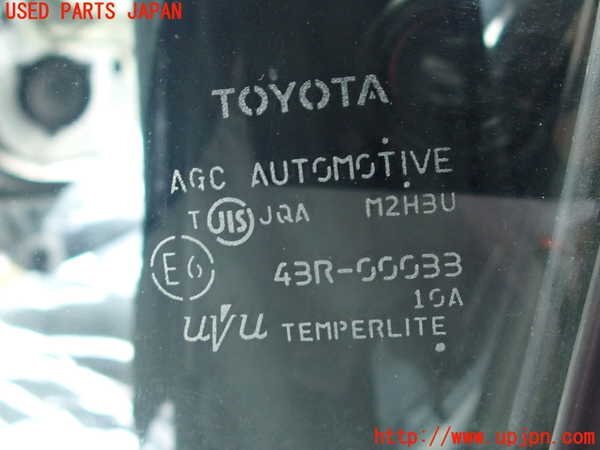 USED PARTS JAPAN
TOYOTA
AGC AUTOMOTIVE
T JIS JQA M2H3U
E6 43R-00033
10A
UVU TEMPERLITE
http://www.upjpn.com/